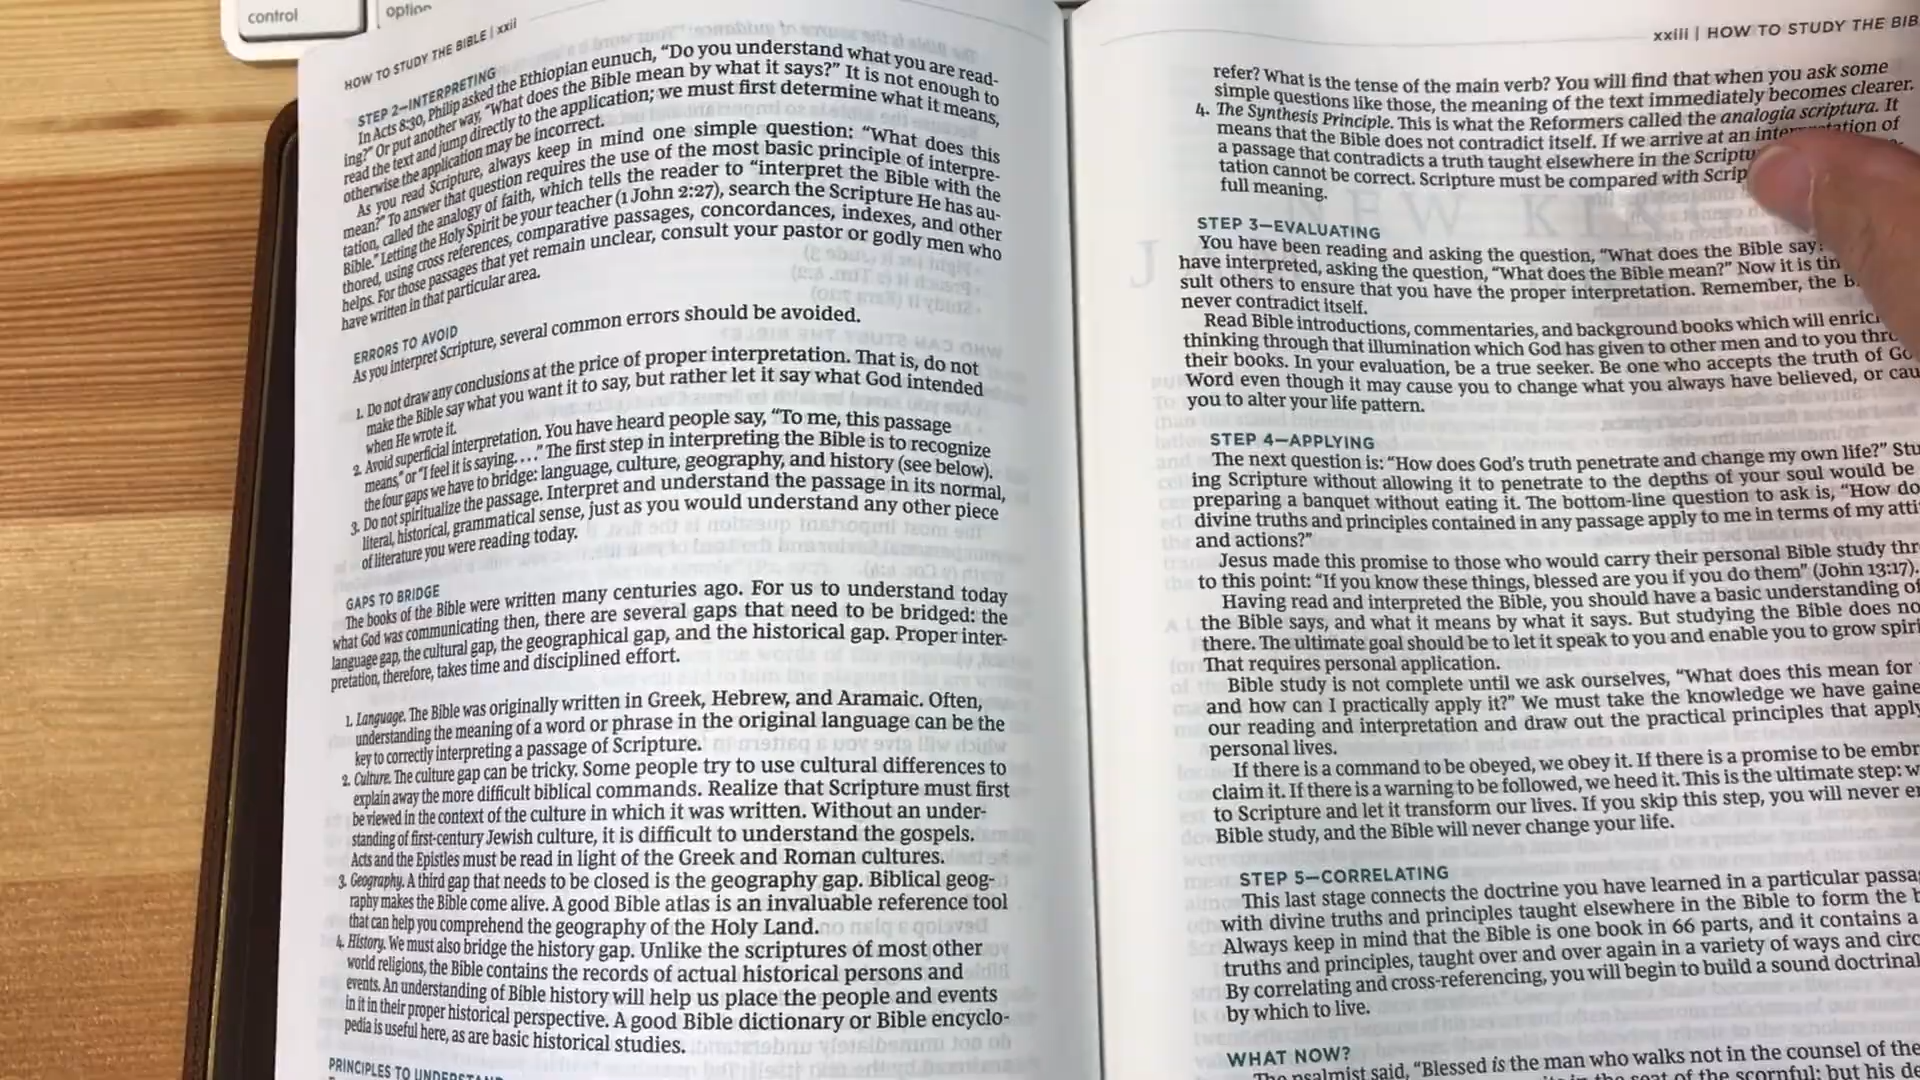 control
option
HOW TO STUDY THE BIBLE | xxii
STEP 2—INTERPRETING
In Acts 8:30, Philip asked the Ethiopian eunuch, “Do you understand what you are read-
ing?” Or put another way, “What does the Bible mean by what it says?” It is not enough to
read the text and jump directly to the application; we must first determine what it means,
otherwise the application may be incorrect.
As you read Scripture, always keep in mind one simple question: “What does this
mean?” To answer that question requires the use of the most basic principle of interpre-
tation, called the analogy of faith, which tells the reader to “interpret the Bible with the
Bible.” Letting the Holy Spirit be your teacher (1 John 2:27), search the Scripture He has au-
thored, using cross references, comparative passages, concordances, indexes, and other
helps. For those passages that yet remain unclear, consult your pastor or godly men who
have written in that particular area.
ERRORS TO AVOID
As you interpret Scripture, several common errors should be avoided.
1. Do not draw any conclusions at the price of proper interpretation. That is, do not
make the Bible say what you want it to say, but rather let it say what God intended
when He wrote it.
2. Avoid superficial interpretation. You have heard people say, “To me, this passage
means,” or “I feel it is saying. . . .” The first step in interpreting the Bible is to recognize
the four gaps we have to bridge: language, culture, geography, and history (see below).
3. Do not spiritualize the passage. Interpret and understand the passage in its normal,
literal, historical, grammatical sense, just as you would understand any other piece
of literature you were reading today.
GAPS TO BRIDGE
The books of the Bible were written many centuries ago. For us to understand today
what God was communicating then, there are several gaps that need to be bridged: the
language gap, the cultural gap, the geographical gap, and the historical gap. Proper inter-
pretation, therefore, takes time and disciplined effort.
1. Language. The Bible was originally written in Greek, Hebrew, and Aramaic. Often,
understanding the meaning of a word or phrase in the original language can be the
key to correctly interpreting a passage of Scripture.
2. Culture. The culture gap can be tricky. Some people try to use cultural differences to
explain away the more difficult biblical commands. Realize that Scripture must first
be viewed in the context of the culture in which it was written. Without an under-
standing of first-century Jewish culture, it is difficult to understand the gospels.
Acts and the Epistles must be read in light of the Greek and Roman cultures.
3. Geography. A third gap that needs to be closed is the geography gap. Biblical geog-
raphy makes the Bible come alive. A good Bible atlas is an invaluable reference tool
that can help you comprehend the geography of the Holy Land.
4. History. We must also bridge the history gap. Unlike the scriptures of most other
world religions, the Bible contains the records of actual historical persons and
events. An understanding of Bible history will help us place the people and events
in it in their proper historical perspective. A good Bible dictionary or Bible encyclo-
pedia is useful here, as are basic historical studies.
PRINCIPLES TO
xxiii | HOW TO STUDY THE BIB
refer? What is the tense of the main verb? You will find that when you ask some
simple questions like those, the meaning of the text immediately becomes clearer.
4. The Synthesis Principle. This is what the Reformers called the analogia scriptura. It
means that the Bible does not contradict itself. If we arrive at an interpretation of
a passage that contradicts a truth taught elsewhere in the Scriptu
tation cannot be correct. Scripture must be compared with Scrip
full meaning.
STEP 3—EVALUATING
You have been reading and asking the question, “What does the Bible say?
have interpreted, asking the question, “What does the Bible mean?” Now it is tim
sult others to ensure that you have the proper interpretation. Remember, the B
never contradict itself.
Read Bible introductions, commentaries, and background books which will enric
thinking through that illumination which God has given to other men and to you thro
their books. In your evaluation, be a true seeker. Be one who accepts the truth of Go
Word even though it may cause you to change what you always have believed, or cau
you to alter your life pattern.
STEP 4—APPLYING
The next question is: “How does God’s truth penetrate and change my own life?” Stu
ing Scripture without allowing it to penetrate to the depths of your soul would be
preparing a banquet without eating it. The bottom-line question to ask is, “How do
divine truths and principles contained in any passage apply to me in terms of my atti
and actions?”
Jesus made this promise to those who would carry their personal Bible study thr
to this point: “If you know these things, blessed are you if you do them” (John 13:17).
Having read and interpreted the Bible, you should have a basic understanding of
the Bible says, and what it means by what it says. But studying the Bible does no
there. The ultimate goal should be to let it speak to you and enable you to grow spiri
That requires personal application.
Bible study is not complete until we ask ourselves, “What does this mean for
and how can I practically apply it?” We must take the knowledge we have gaine
our reading and interpretation and draw out the practical principles that apply
personal lives.
If there is a command to be obeyed, we obey it. If there is a promise to be embr
claim it. If there is a warning to be followed, we heed it. This is the ultimate step: w
to Scripture and let it transform our lives. If you skip this step, you will never en
Bible study, and the Bible will never change your life.
STEP 5—CORRELATING
This last stage connects the doctrine you have learned in a particular passa
with divine truths and principles taught elsewhere in the Bible to form the b
Always keep in mind that the Bible is one book in 66 parts, and it contains a
truths and principles, taught over and over again in a variety of ways and circ
By correlating and cross-referencing, you will begin to build a sound doctrinal
by which to live.
WHAT NOW?
The psalmist said, “Blessed is the man who walks not in the counsel of the
seat of the scornful; but his de